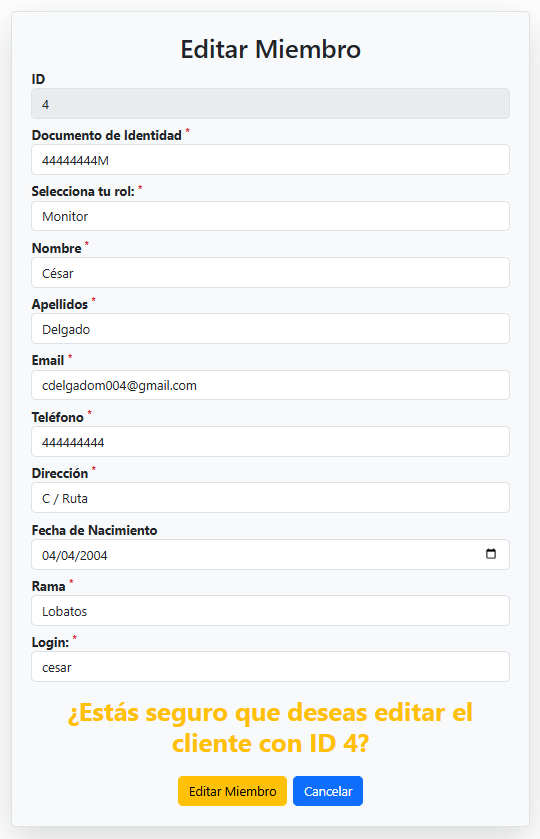 Editar Miembro
ID
4
Documento de Identidad *
44444444M
Selecciona tu rol: *
Monitor
Nombre *
César
Apellidos *
Delgado
Email *
cdelgadom004@gmail.com
Teléfono *
444444444
Dirección *
C / Ruta
Fecha de Nacimiento
04/04/2004
Rama *
Lobatos
Login: *
cesar
¿Estás seguro que deseas editar el
cliente con ID 4?
Editar Miembro Cancelar